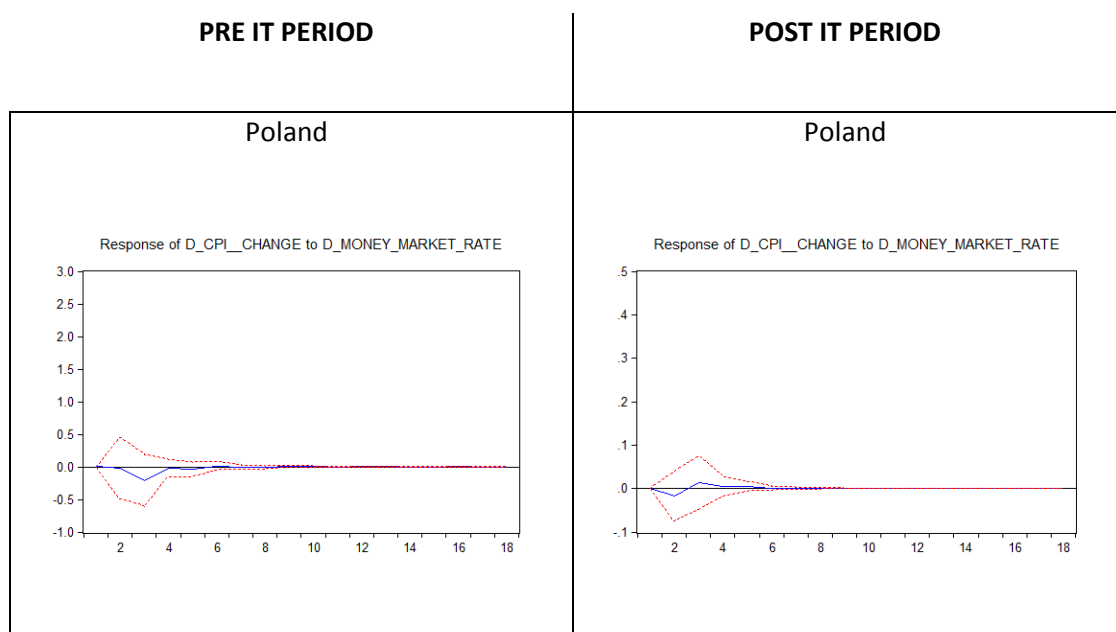 PRE IT PERIOD
POST IT PERIOD
Poland
Poland
Response of D_CPI__CHANGE to D_MONEY_MARKET_RATE
3.0
2.5
2.0
1.5
1.0
0.5
0.0
-0.5
-1.0
2 4 6 8 10 12 14 16 18
Response of D_CPI__CHANGE to D_MONEY_MARKET_RATE
.5
.4
.3
.2
.1
.0
-.1
2 4 6 8 10 12 14 16 18